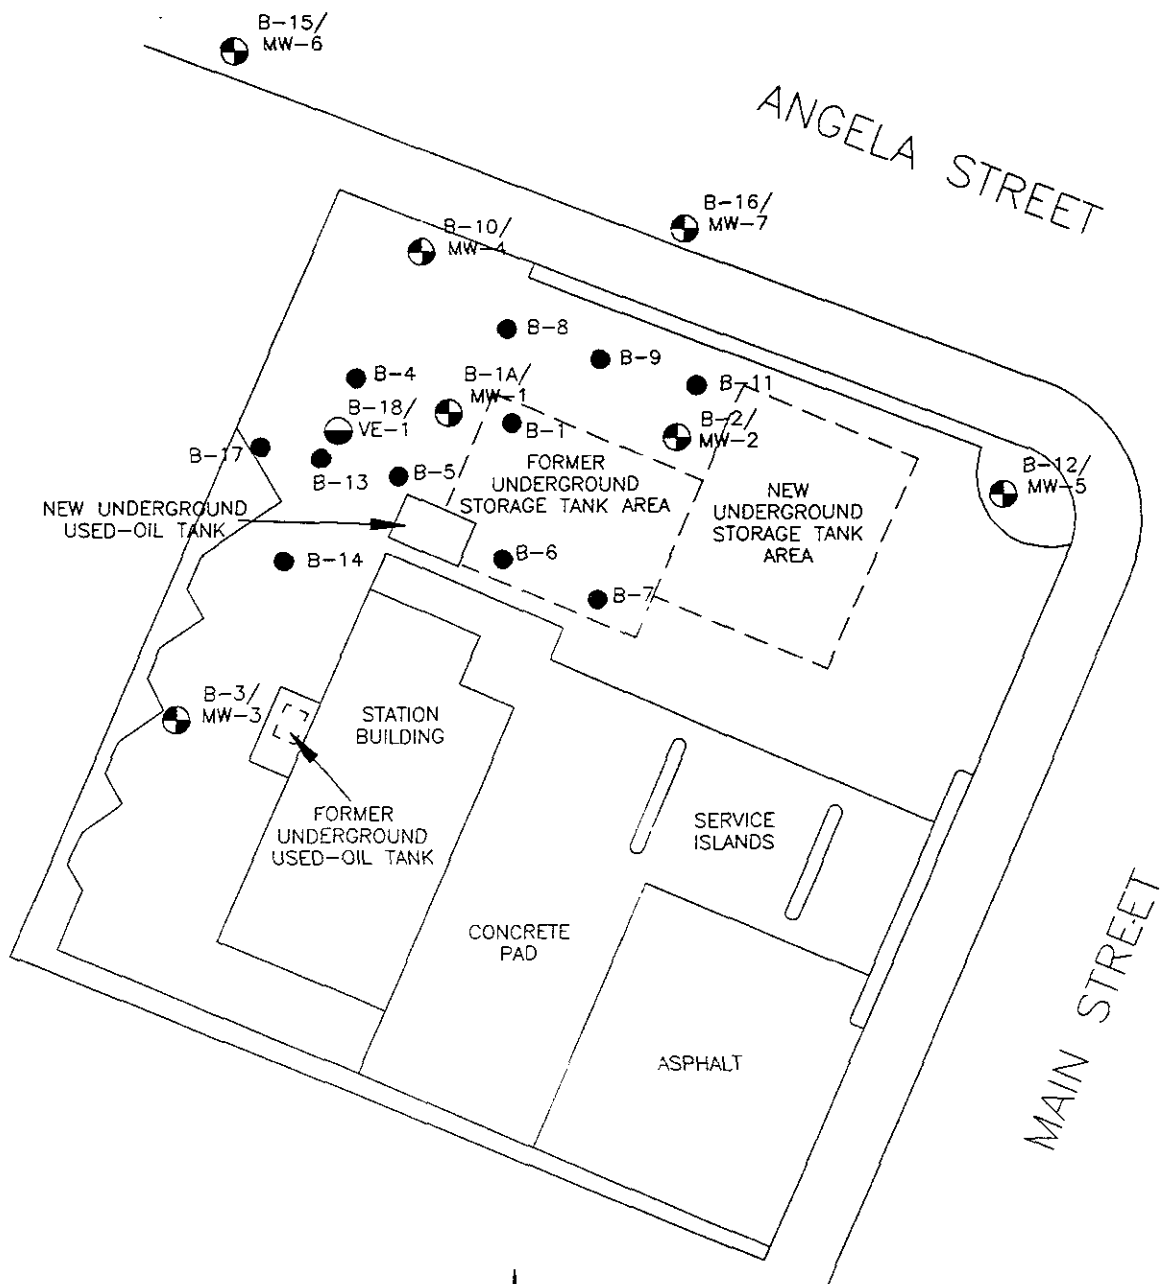 B-15/
MW-6
ANGELA STREET
B-16/
MW-7
B-10/
MW-4
B-8
B-9
B-4
B-11
B-1A/
MW-1
B-18/
VE-1
B-1
B-2/
MW-2
B-17
B-13
B-5
FORMER
UNDERGROUND
STORAGE TANK AREA
B-12/
MW-5
NEW
UNDERGROUND
STORAGE TANK
AREA
NEW UNDERGROUND
USED-OIL TANK
B-14
B-6
B-7
B-3/
MW-3
STATION
BUILDING
FORMER
UNDERGROUND
USED-OIL TANK
SERVICE
ISLANDS
CONCRETE
PAD
ASPHALT
MAIN STREET